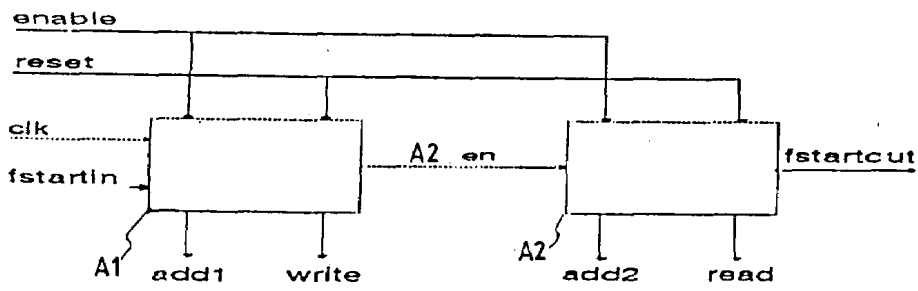 enable
reset
clk
A2 en
fstartcut
fstartin
A1
add1
write
A2
add2
read